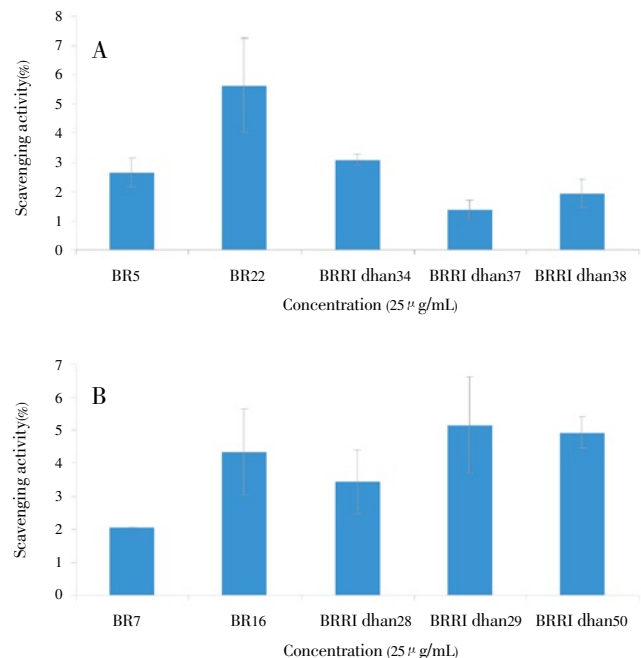 A
Scavenging activity(%)
8
7
6
5
4
3
2
1
0
BR5 BR22 BRRI dhan34 BRRI dhan37 BRRI dhan38
Concentration (25 μg/mL)
B
Scavenging activity(%)
7
6
5
4
3
2
1
0
BR7 BR16 BRRI dhan28 BRRI dhan29 BRRI dhan50
Concentration (25 μg/mL)